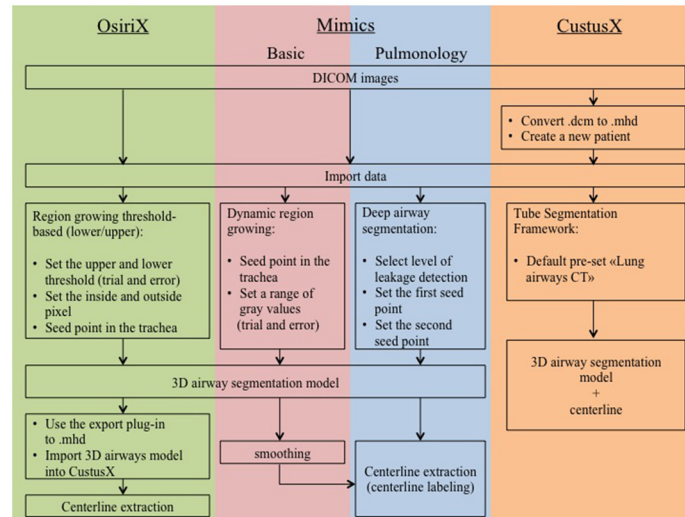 OsiriX
Mimics
CustusX
Basic
Pulmonology
DICOM images
• Convert .dcm to .mhd
• Create a new patient
Import data
Region growing threshold-
based (lower/upper):
• Set the upper and lower
threshold (trial and error)
• Set the inside and outside
pixel
• Seed point in the trachea
Dynamic region
growing:
• Seed point in the
trachea
• Set a range of
gray values
(trial and error)
Deep airway
segmentation:
• Select level of
leakage detection
• Set the first seed
point
• Set the second
seed point
Tube Segmentation
Framework:
• Default pre-set «Lung
airways CT»
3D airway segmentation model
3D airway segmentation
model
+
centerline
• Use the export plug-in
to .mhd
• Import 3D airways model
into CustusX
smoothing
Centerline extraction
(centerline labeling)
Centerline extraction